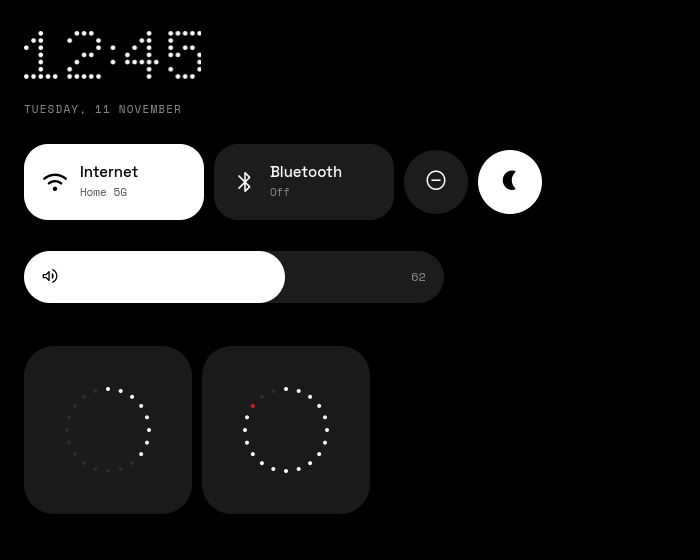 12:45
TUESDAY, 11 NOVEMBER
Internet
Home 5G
Bluetooth
Off
62